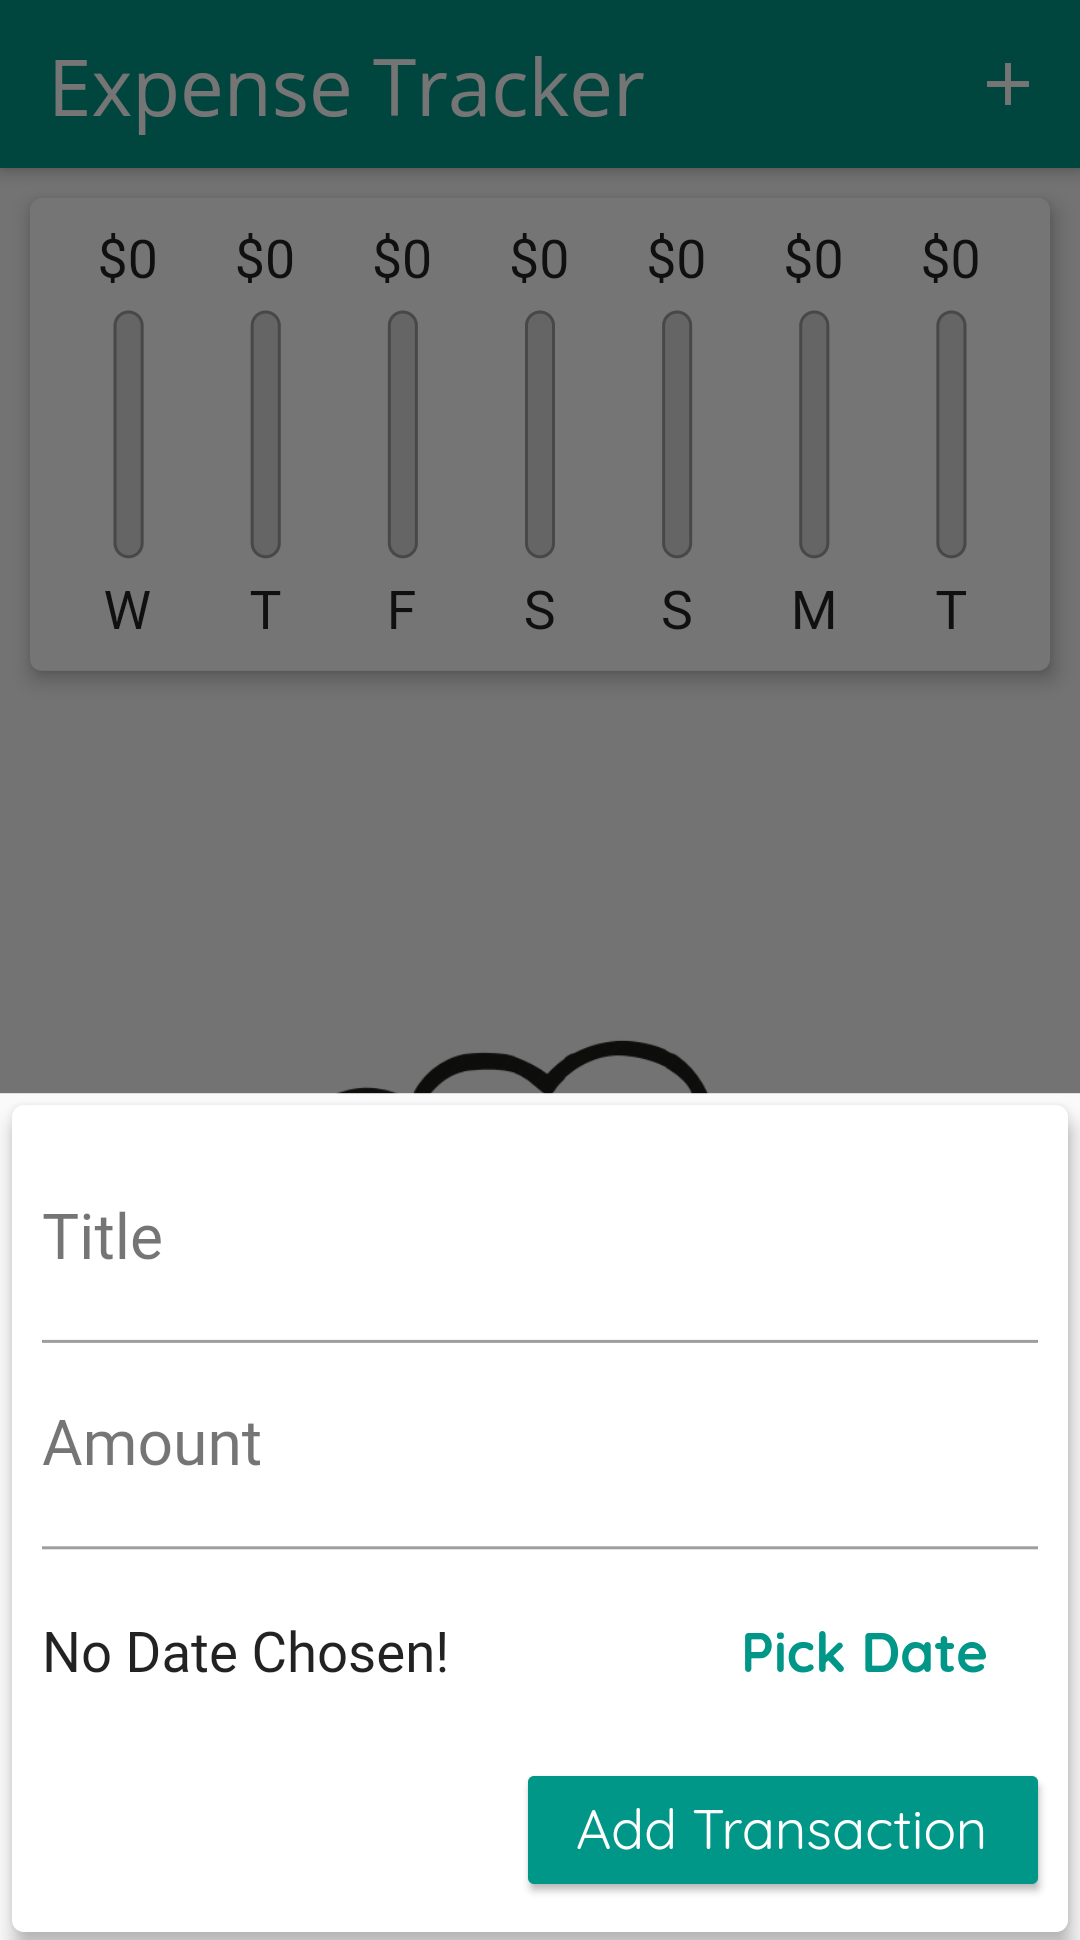 Expense Tracker +
$0 $0 $0 $0 $0 $0 $0
W T F S S M T
Title
Amount
No Date Chosen! Pick Date
Add Transaction